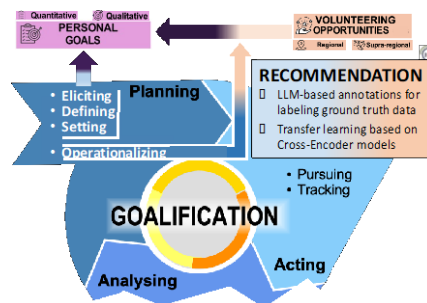 Quantitative
Qualitative
PERSONAL
GOALS
VOLUNTEERING
OPPORTUNITIES
Regional
Supra-regional
Planning
• Eliciting
• Defining
• Setting
• Operationalizing
RECOMMENDATION
LLM-based annotations for
labeling ground truth data
Transfer learning based on
Cross-Encoder models
• Pursuing
• Tracking
GOALIFICATION
Acting
Analysing